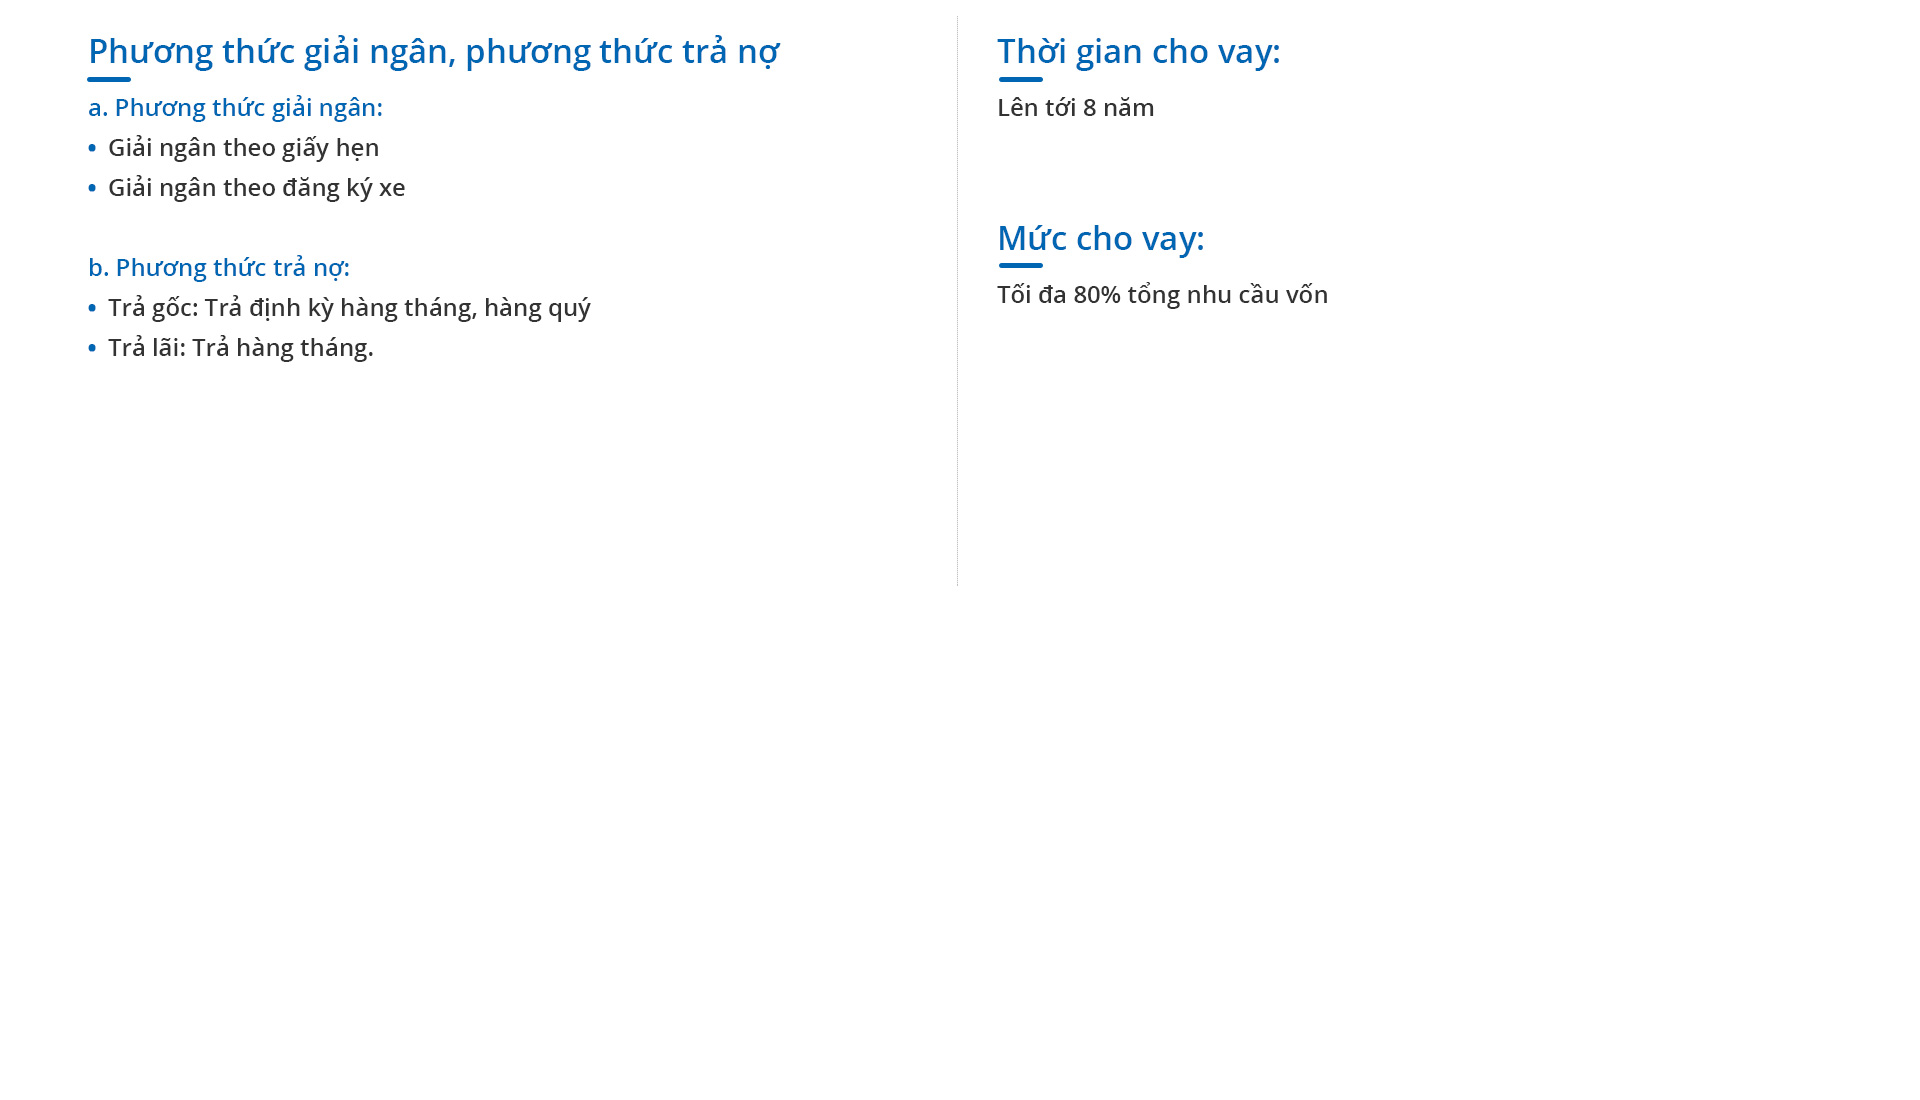 Phương thức giải ngân, phương thức trả nợ
a. Phương thức giải ngân:
• Giải ngân theo giấy hẹn
• Giải ngân theo đăng ký xe
b. Phương thức trả nợ:
• Trả gốc: Trả định kỳ hàng tháng, hàng quý
• Trả lãi: Trả hàng tháng.
Thời gian cho vay:
Lên tới 8 năm
Mức cho vay:
Tối đa 80% tổng nhu cầu vốn